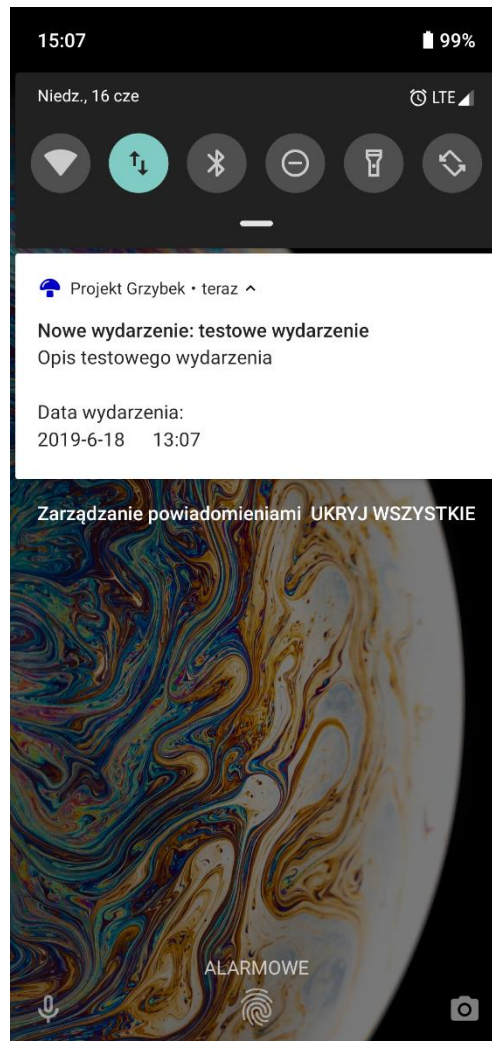 15:07 99%
Niedz., 16 cze LTE
Projekt Grzybek • teraz
Nowe wydarzenie: testowe wydarzenie
Opis testowego wydarzenia
Data wydarzenia:
2019-6-18 13:07
Zarządzanie powiadomieniami UKRYJ WSZYSTKIE
ALARMOWE